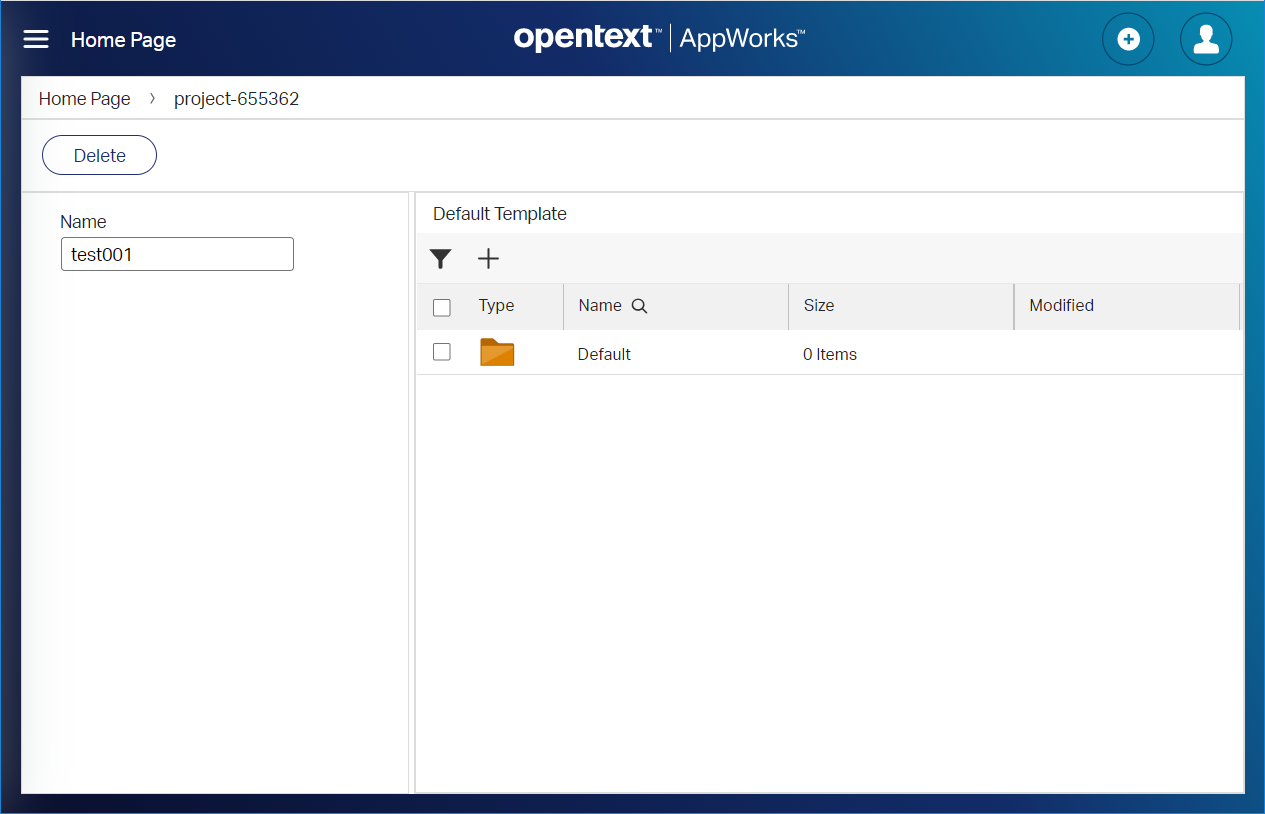 Home Page
opentext™ | AppWorks™
Home Page › project-655362
Delete
Name
test001
Default Template
Type Name Size Modified
Default 0 Items